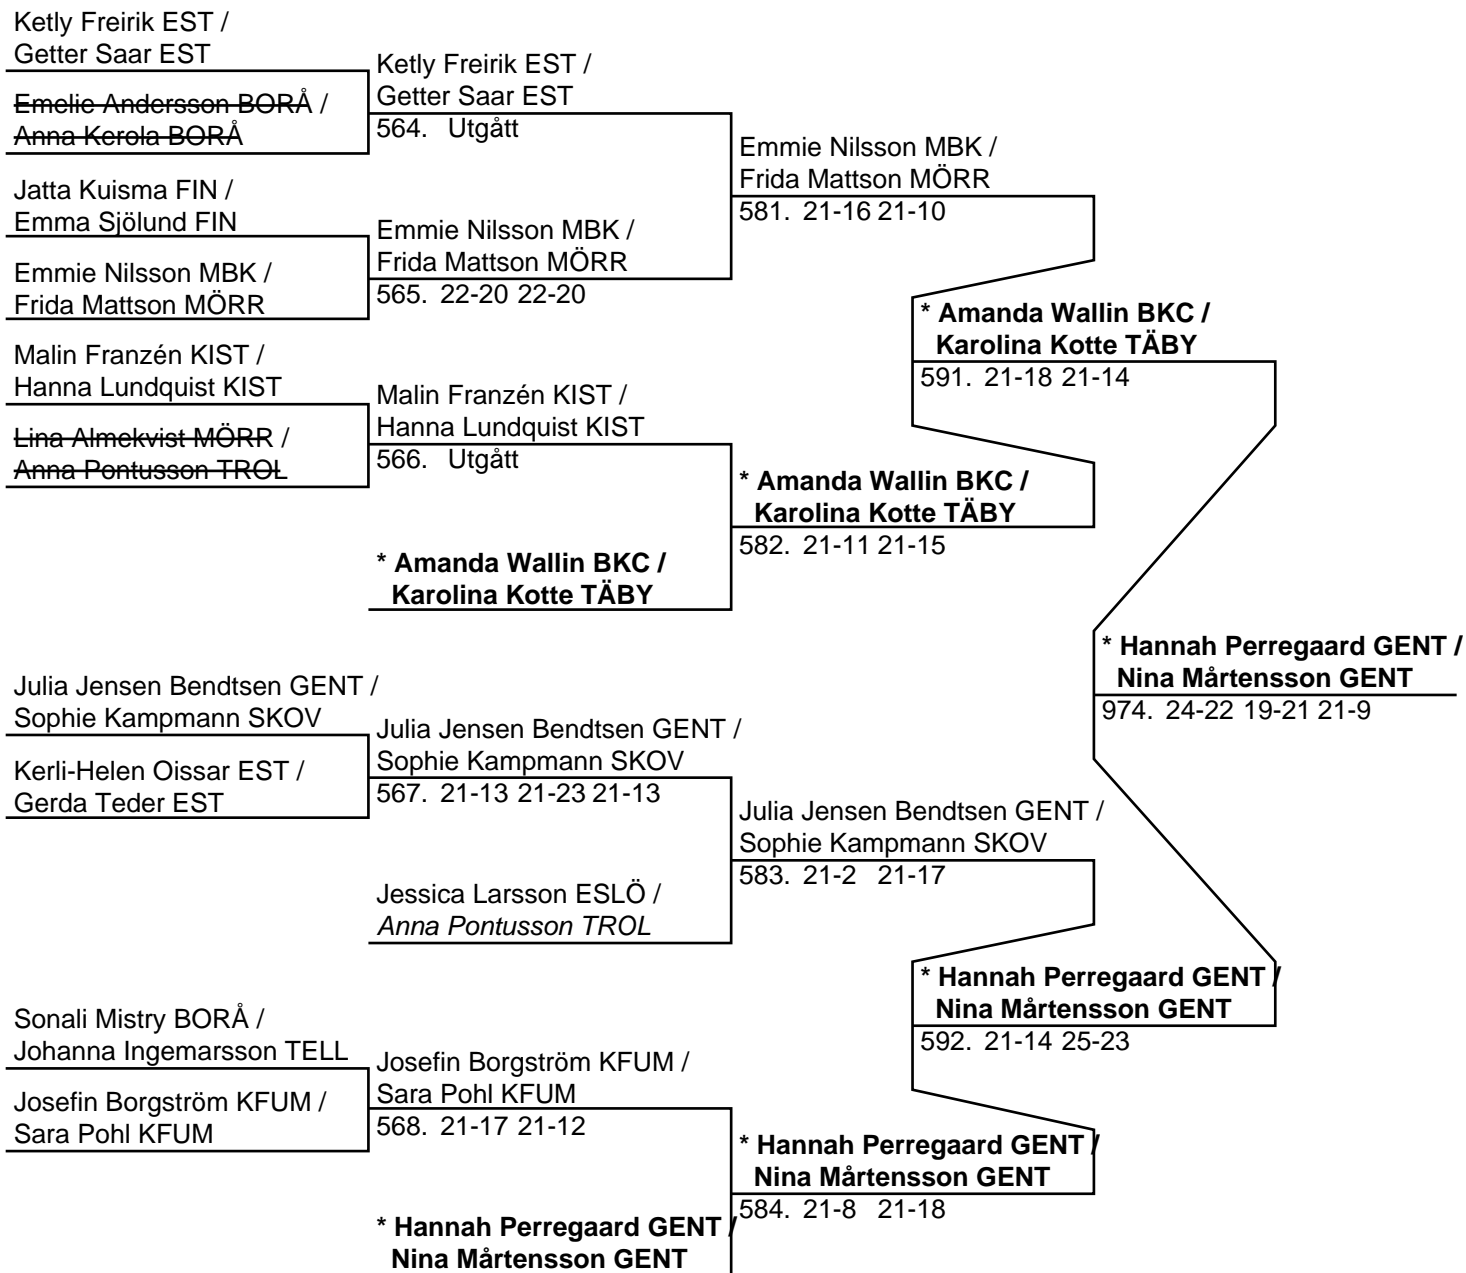 Ketly Freirik EST /
Getter Saar EST
Emelie Andersson BORÅ /
Anna Kerola BORÅ
Jatta Kuisma FIN /
Emma Sjölund FIN
Emmie Nilsson MBK /
Frida Mattson MÖRR
Malin Franzén KIST /
Hanna Lundquist KIST
Lina Almekvist MÖRR /
Anna Pontusson TROL
Julia Jensen Bendtsen GENT /
Sophie Kampmann SKOV
Kerli-Helen Oissar EST /
Gerda Teder EST
Sonali Mistry BORÅ /
Johanna Ingemarsson TELL
Josefin Borgström KFUM /
Sara Pohl KFUM
Ketly Freirik EST /
Getter Saar EST
564. Utgått
Emmie Nilsson MBK /
Frida Mattson MÖRR
565. 22-20 22-20
Malin Franzén KIST /
Hanna Lundquist KIST
566. Utgått
* Amanda Wallin BKC /
Karolina Kotte TÄBY
Julia Jensen Bendtsen GENT /
Sophie Kampmann SKOV
567. 21-13 21-23 21-13
Jessica Larsson ESLÖ /
Anna Pontusson TROL
Josefin Borgström KFUM /
Sara Pohl KFUM
568. 21-17 21-12
* Hannah Perregaard GENT /
Nina Mårtensson GENT
Emmie Nilsson MBK /
Frida Mattson MÖRR
581. 21-16 21-10
* Amanda Wallin BKC /
Karolina Kotte TÄBY
582. 21-11 21-15
Julia Jensen Bendtsen GENT /
Sophie Kampmann SKOV
583. 21-2 21-17
* Hannah Perregaard GENT /
Nina Mårtensson GENT
584. 21-8 21-18
* Amanda Wallin BKC /
Karolina Kotte TÄBY
591. 21-18 21-14
* Hannah Perregaard GENT /
Nina Mårtensson GENT
592. 21-14 25-23
* Hannah Perregaard GENT /
Nina Mårtensson GENT
974. 24-22 19-21 21-9